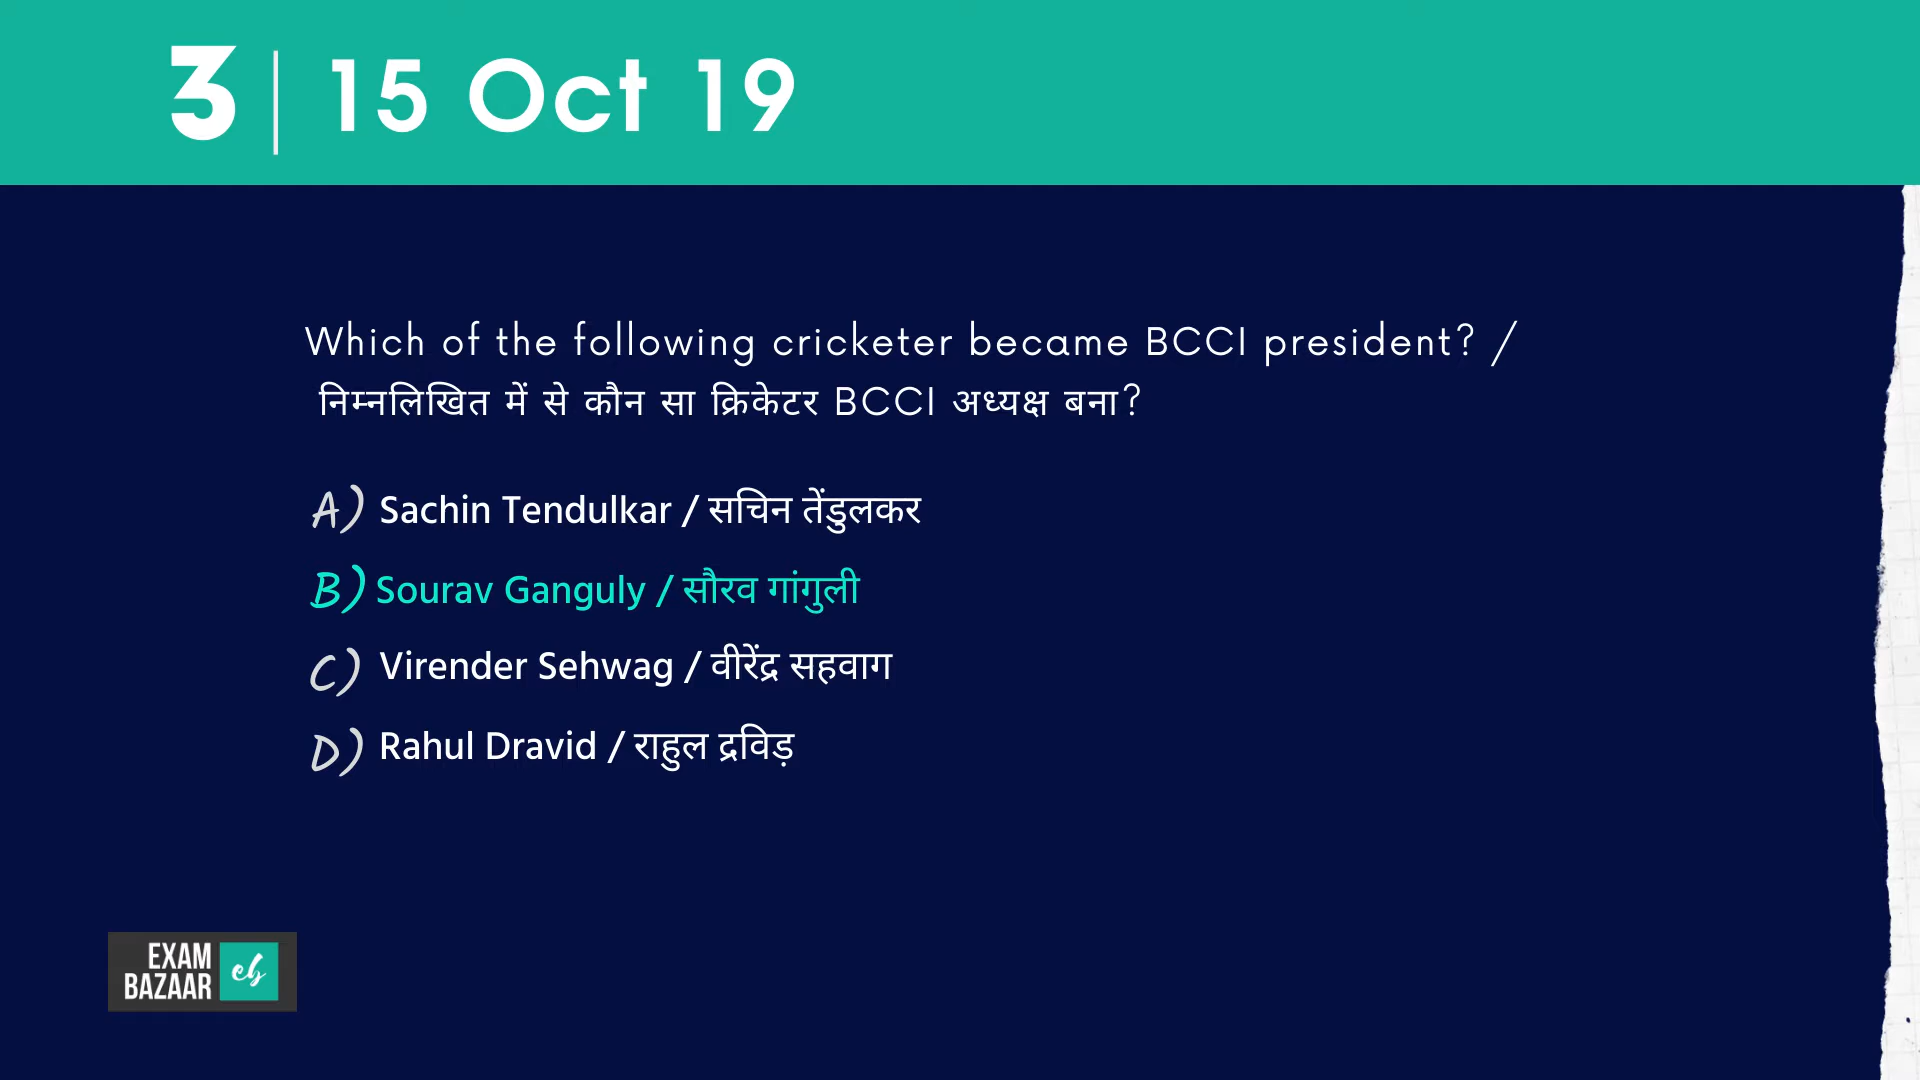 3 | 15 Oct 19
Which of the following cricketer became BCCI president? /
निम्नलिखित में से कौन सा क्रिकेटर BCCI अध्यक्ष बना?
A) Sachin Tendulkar / सचिन तेंडुलकर
B) Sourav Ganguly / सौरव गांगुली
C) Virender Sehwag / वीरेंद्र सहवाग
D) Rahul Dravid / राहुल द्रविड़
EXAM
BAZAAR eb